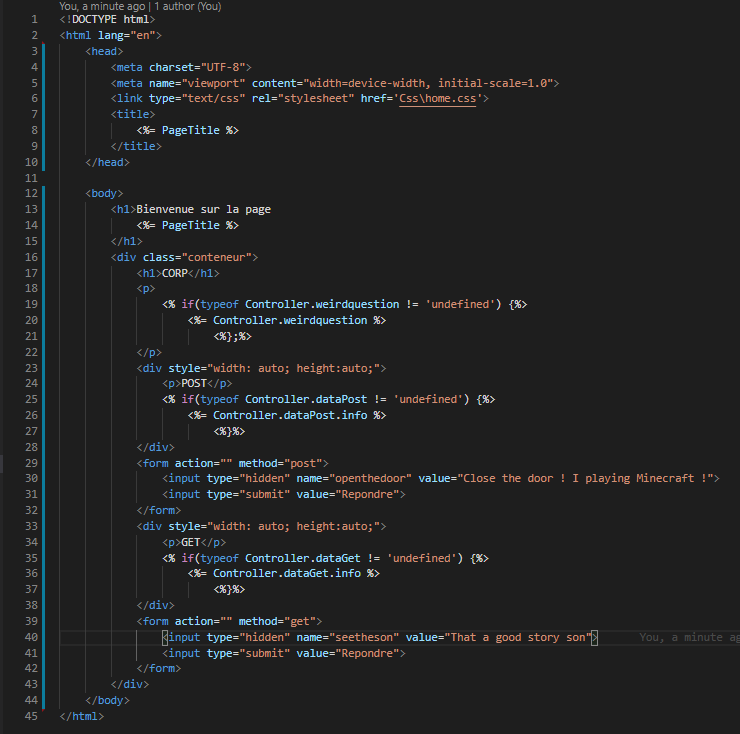 You, a minute ago | 1 author (You)
1 <!DOCTYPE html>
2 <html lang="en">
3 <head>
4 <meta charset="UTF-8">
5 <meta name="viewport" content="width=device-width, initial-scale=1.0">
6 <link type="text/css" rel="stylesheet" href='Css\home.css'>
7 <title>
8 <%= PageTitle %>
9 </title>
10 </head>
11
12 <body>
13 <h1>Bienvenue sur la page
14 <%= PageTitle %>
15 </h1>
16 <div class="conteneur">
17 <h1>CORP</h1>
18 <p>
19 <% if(typeof Controller.weirdquestion != 'undefined') {%>
20 <%= Controller.weirdquestion %>
21 <%};%>
22 </p>
23 <div style="width: auto; height:auto;">
24 <p>POST</p>
25 <% if(typeof Controller.dataPost != 'undefined') {%>
26 <%= Controller.dataPost.info %>
27 <%}%>
28 </div>
29 <form action="" method="post">
30 <input type="hidden" name="openthedoor" value="Close the door ! I playing Minecraft !">
31 <input type="submit" value="Repondre">
32 </form>
33 <div style="width: auto; height:auto;">
34 <p>GET</p>
35 <% if(typeof Controller.dataGet != 'undefined') {%>
36 <%= Controller.dataGet.info %>
37 <%}%>
38 </div>
39 <form action="" method="get">
40 <input type="hidden" name="seetheson" value="That a good story son"> You, a minute ag
41 <input type="submit" value="Repondre">
42 </form>
43 </div>
44 </body>
45 </html>